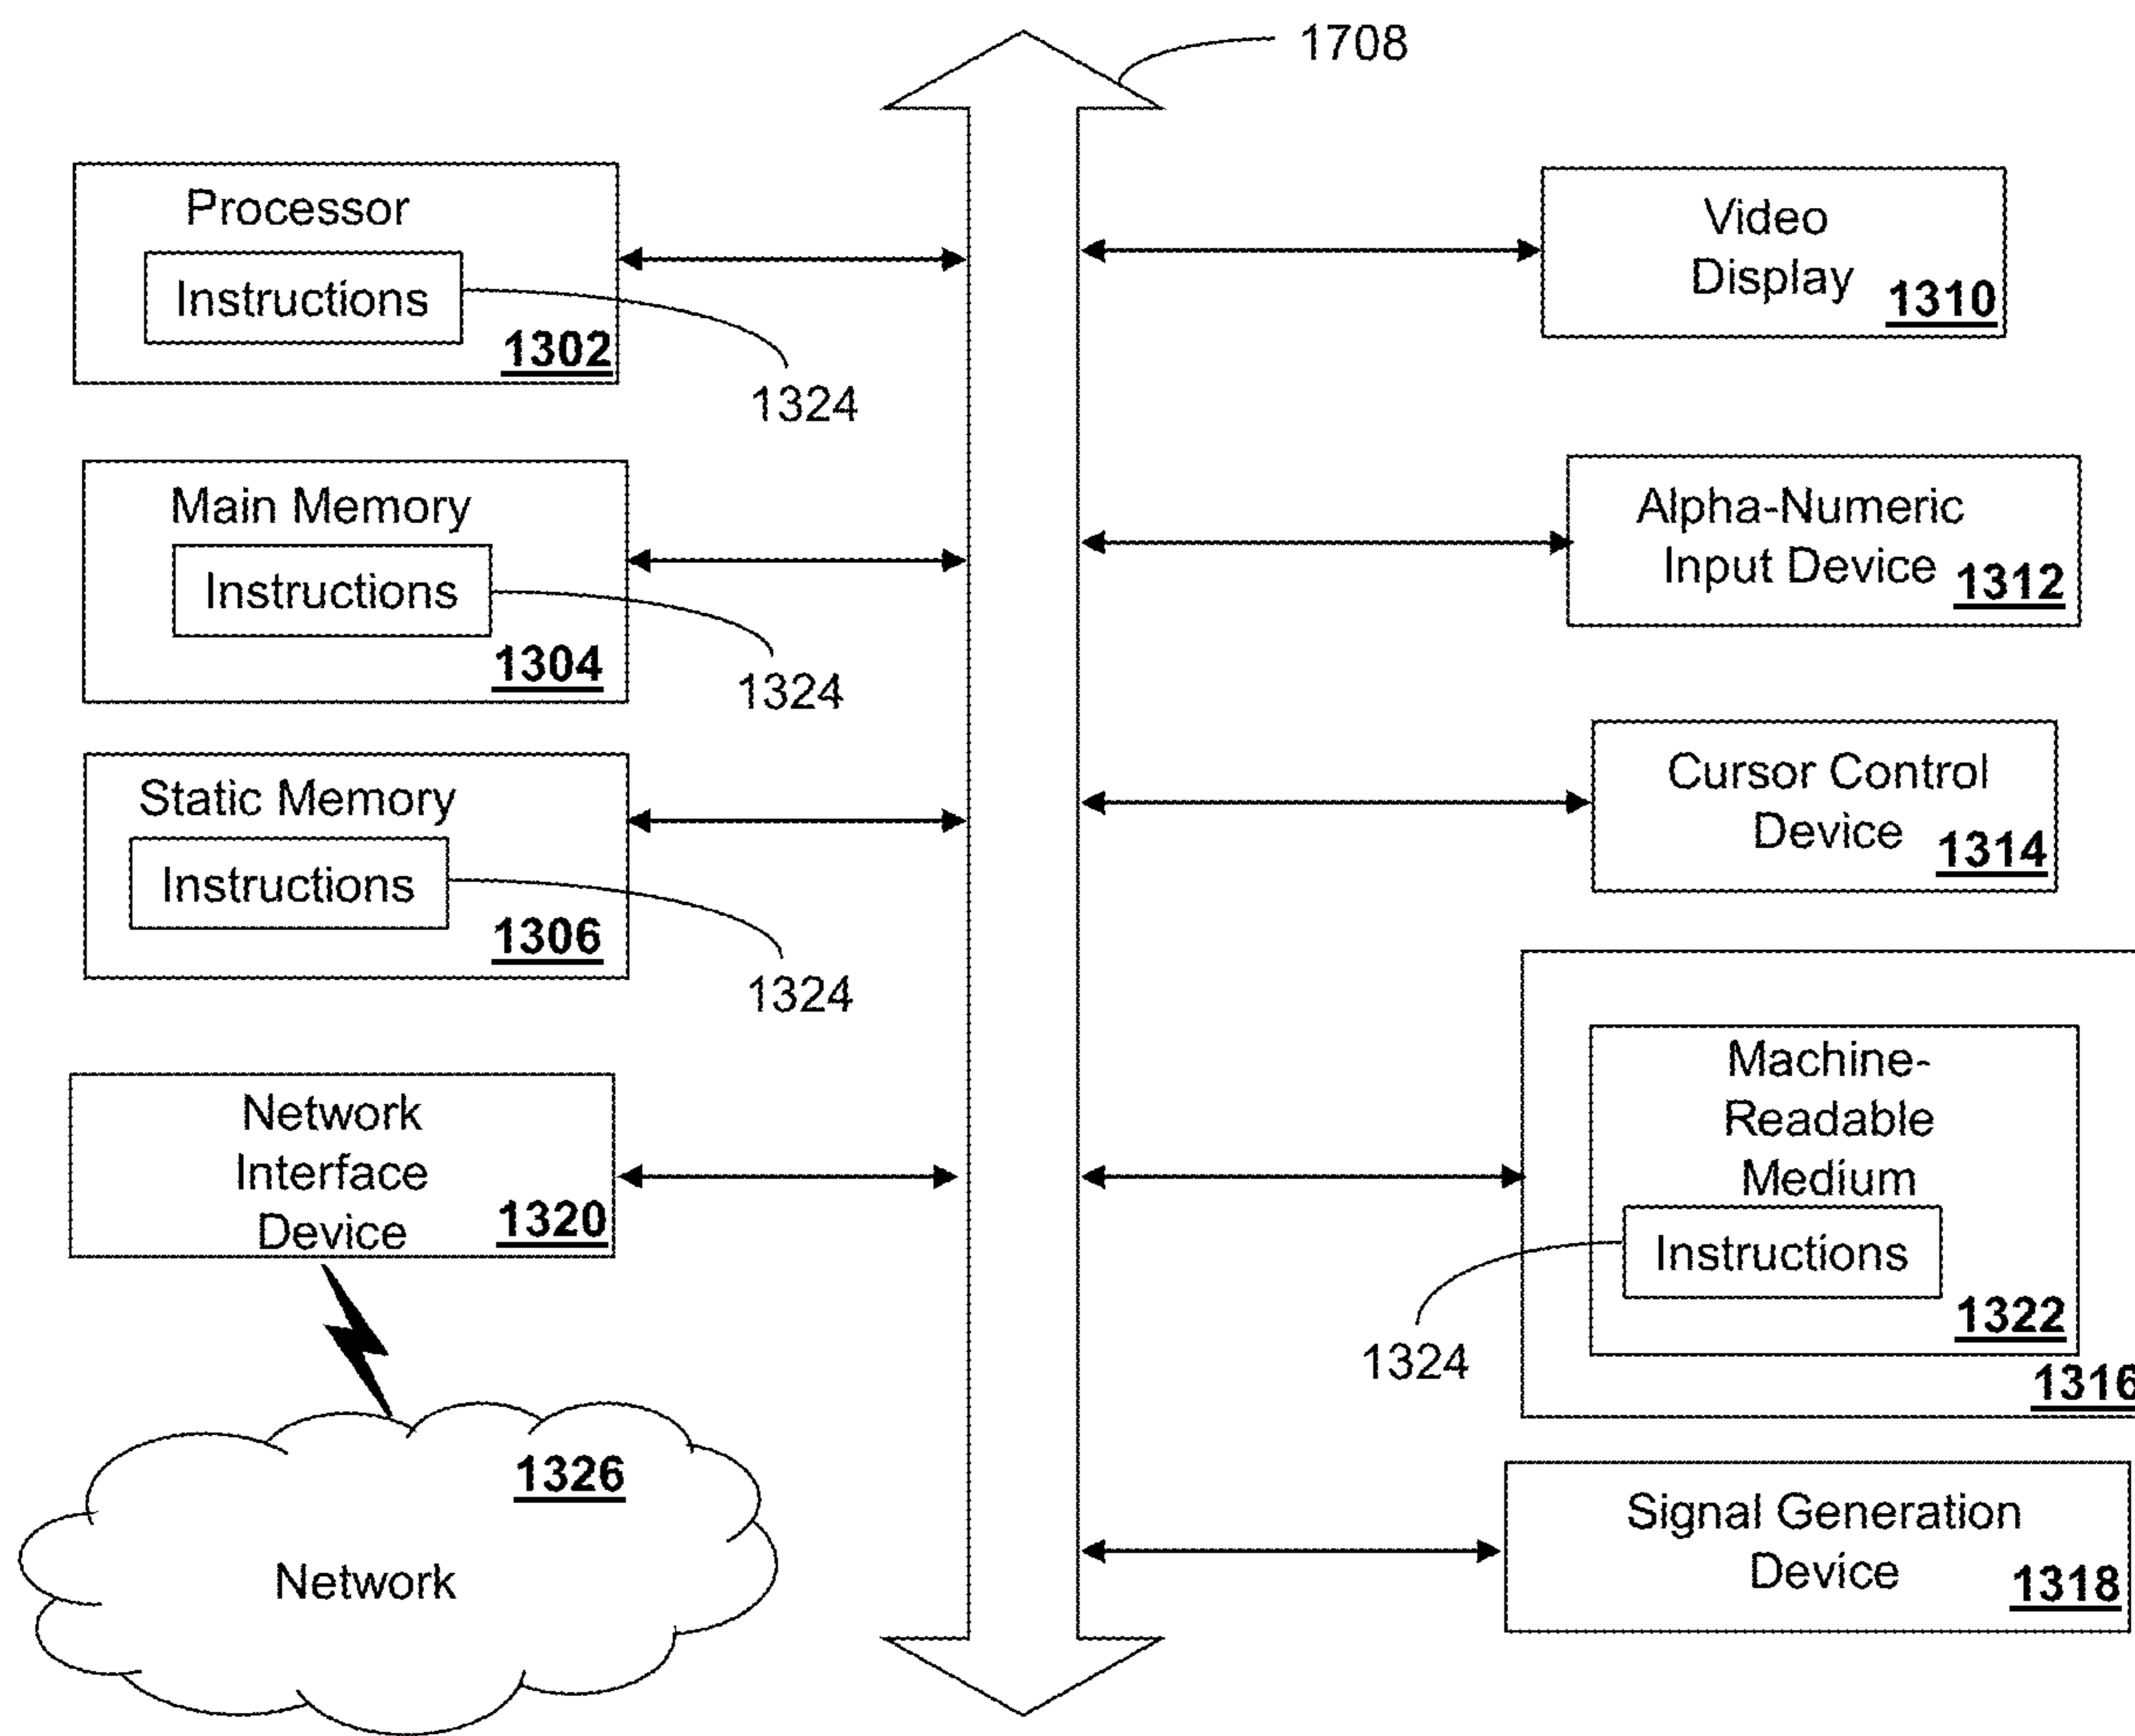 1708
Processor
Instructions
1302
1324
Main Memory
Instructions
1304
1324
Static Memory
Instructions
1306
1324
Network
Interface
Device
1320
1326
Network
Video
Display
1310
Alpha-Numeric
Input Device
1312
Cursor Control
Device
1314
Machine-
Readable
Medium
Instructions
1322
1324
1316
Signal Generation
Device
1318